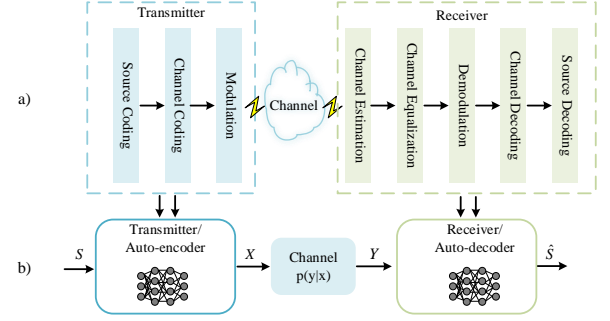 Transmitter
Receiver
a)
Source Coding
Channel Coding
Modulation
Channel
Channel Estimation
Channel Equalization
Demodulation
Channel Decoding
Source Decoding
b)
S
Transmitter/
Auto-encoder
X
Channel
p(y|x)
Y
Receiver/
Auto-decoder
Ŝ